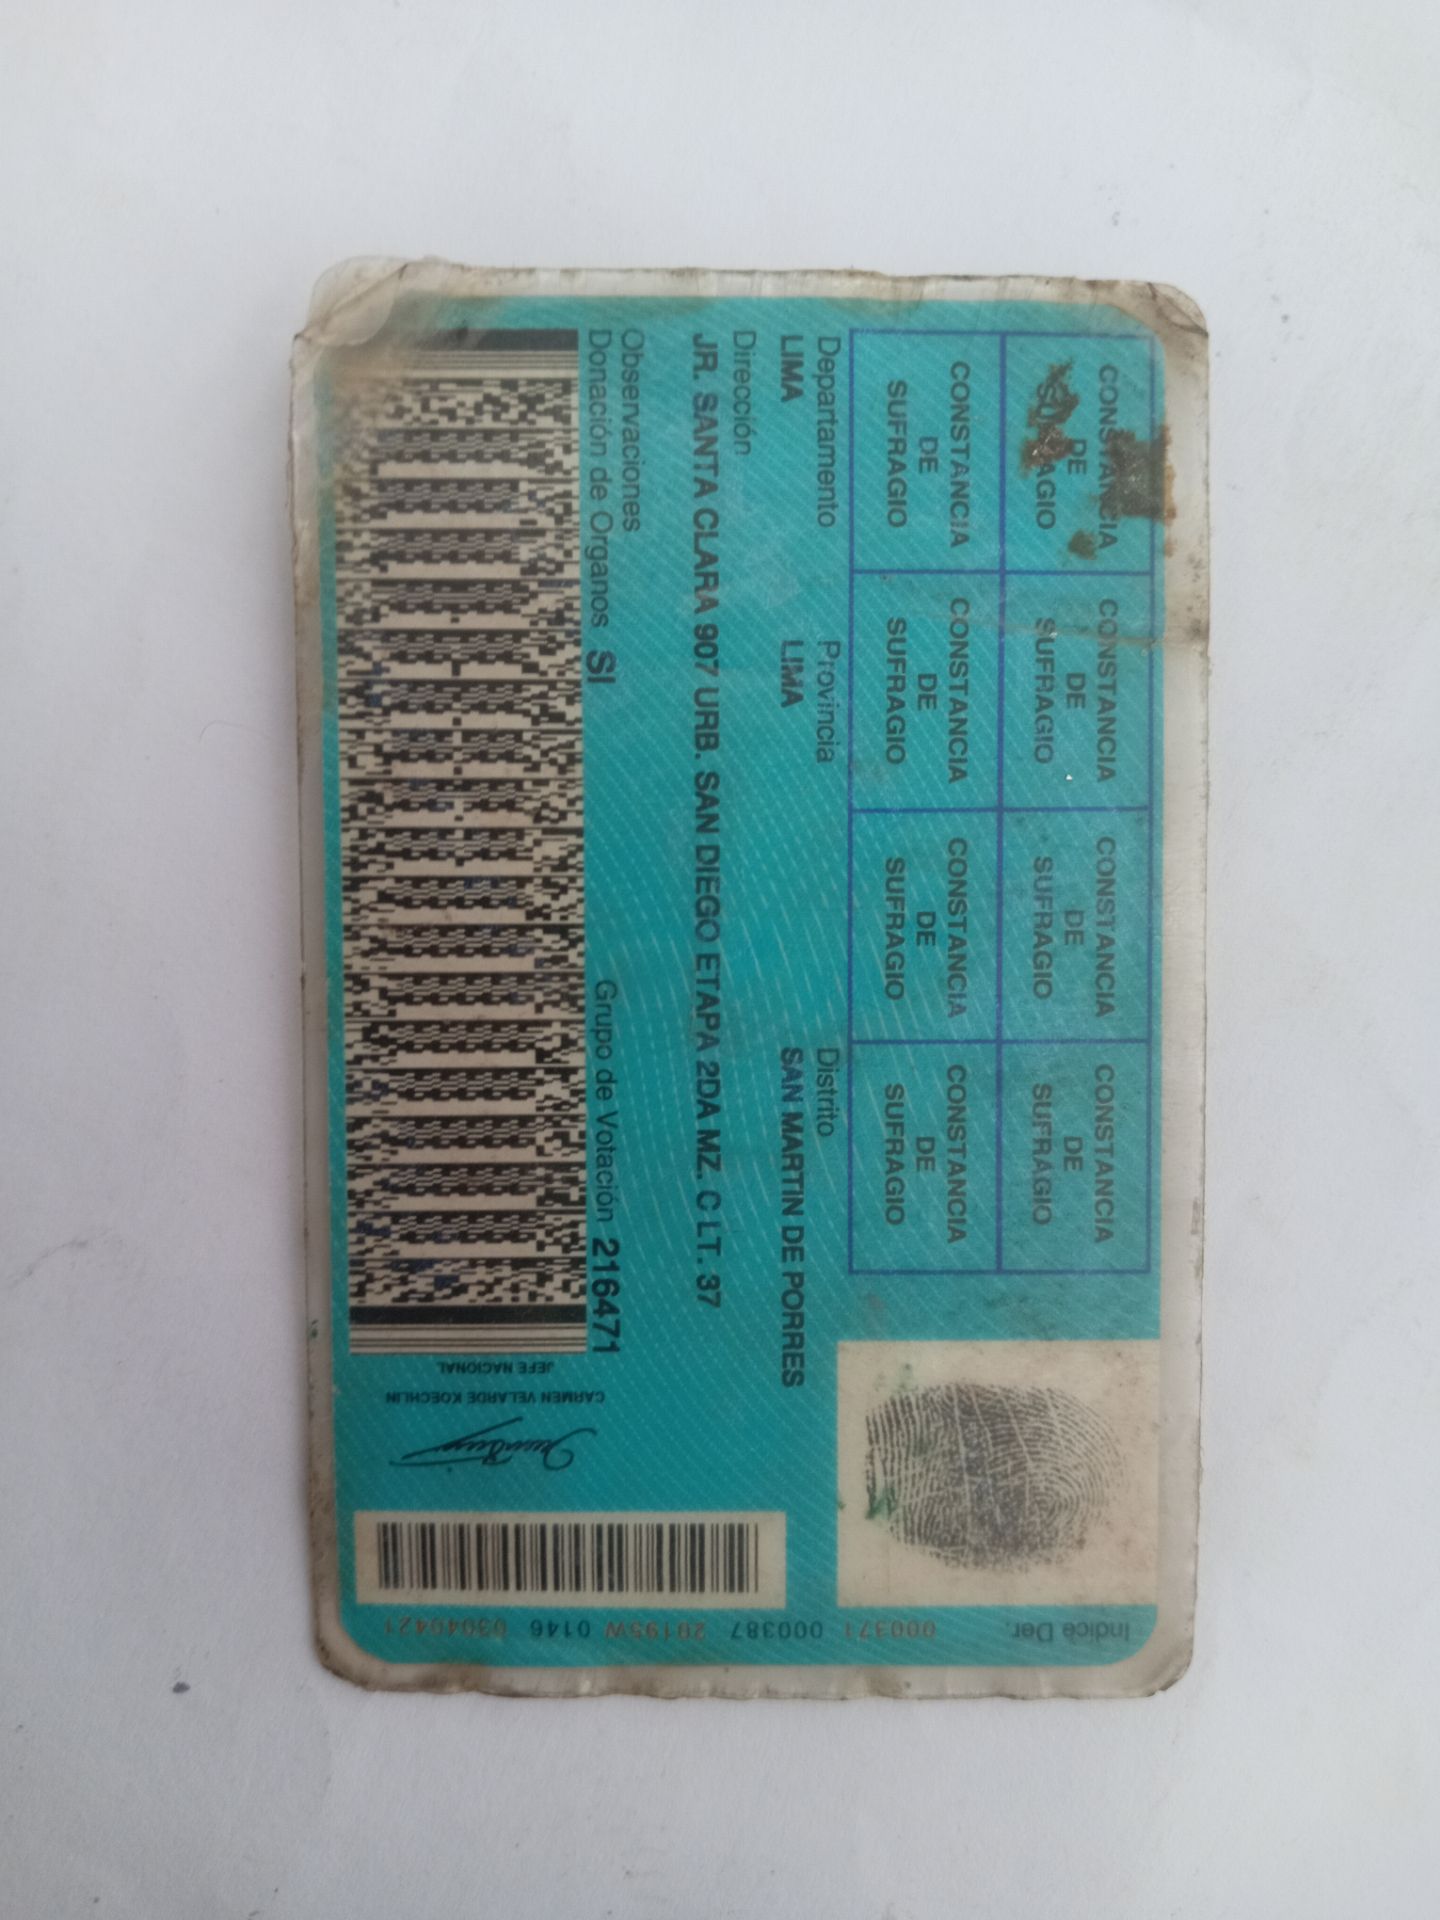 CONSTANCIA CONSTANCIA CONSTANCIA CONSTANCIA
DE DE DE DE
SUFRAGIO SUFRAGIO SUFRAGIO
CONSTANCIA CONSTANCIA CONSTANCIA CONSTANCIA
DE DE DE DE
SUFRAGIO SUFRAGIO SUFRAGIO SUFRAGIO
Departamento Provincia Distrito
LIMA LIMA SAN MARTIN DE PORRES
Dirección
JR. SANTA CLARA 907 URB. SAN DIEGO ETAPA 2DA MZ. C LT. 37
Observaciones
Donación de Organos SI Grupo de Votación 216471
Indice Der.
000371 000387 20195W 0146 03040421
CARMEN VELARDE KOECHLIN
JEFE NACIONAL